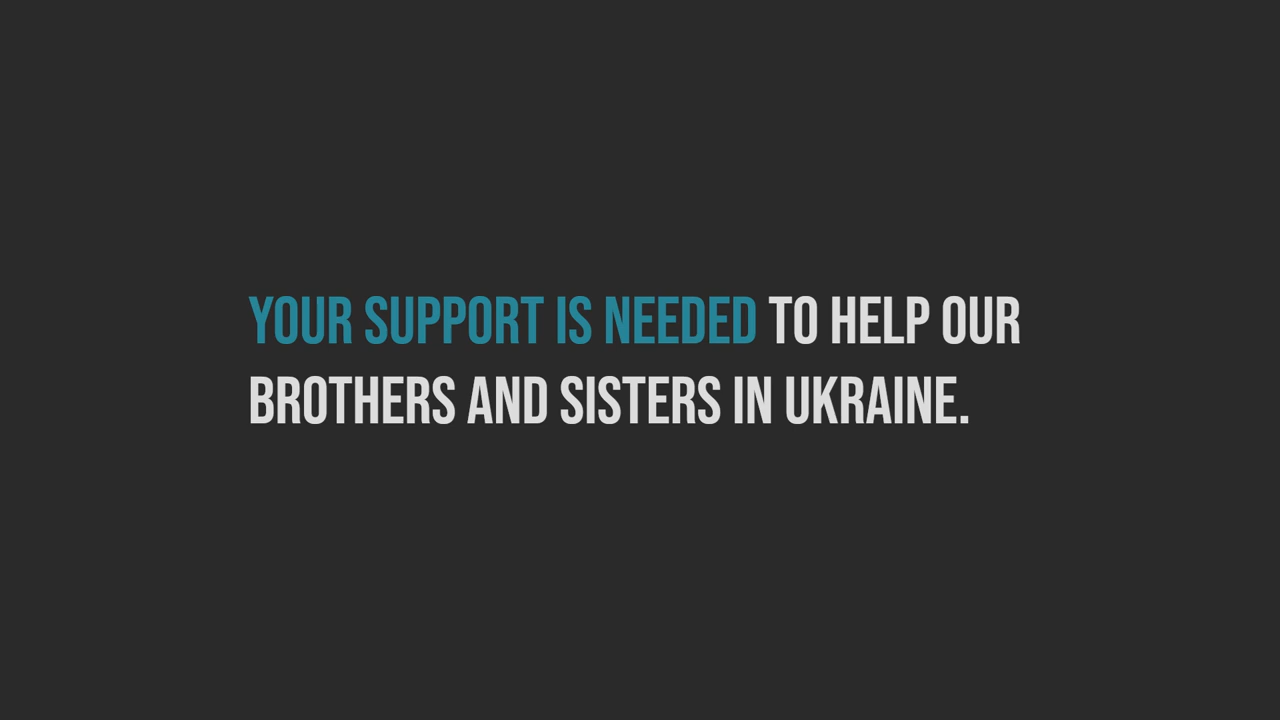 YOUR SUPPORT IS NEEDED TO HELP OUR
BROTHERS AND SISTERS IN UKRAINE.